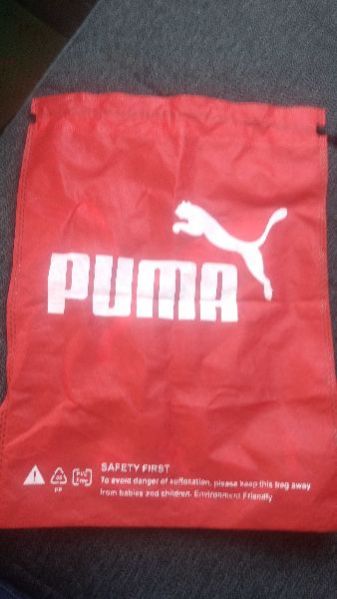 PUMA
SAFETY FIRST
To avoid danger of suffocation, please keep this bag away
from babies and children. Environment Friendly
PP